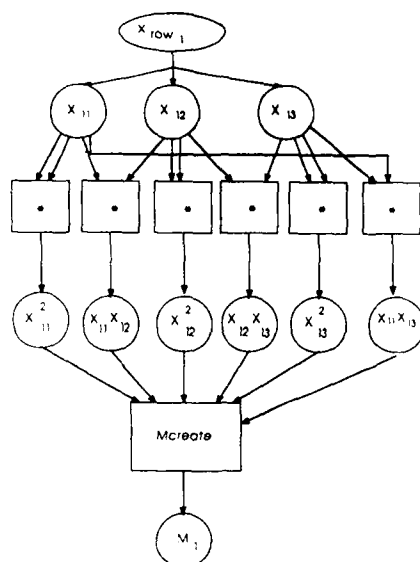 X row 1
X 11 X 12 X 13
* * * * * *
X 2 11 X 11 X 12 X 2 12 X 12 X 13 X 2 13 X 11 X 13
Mcreate
M 1